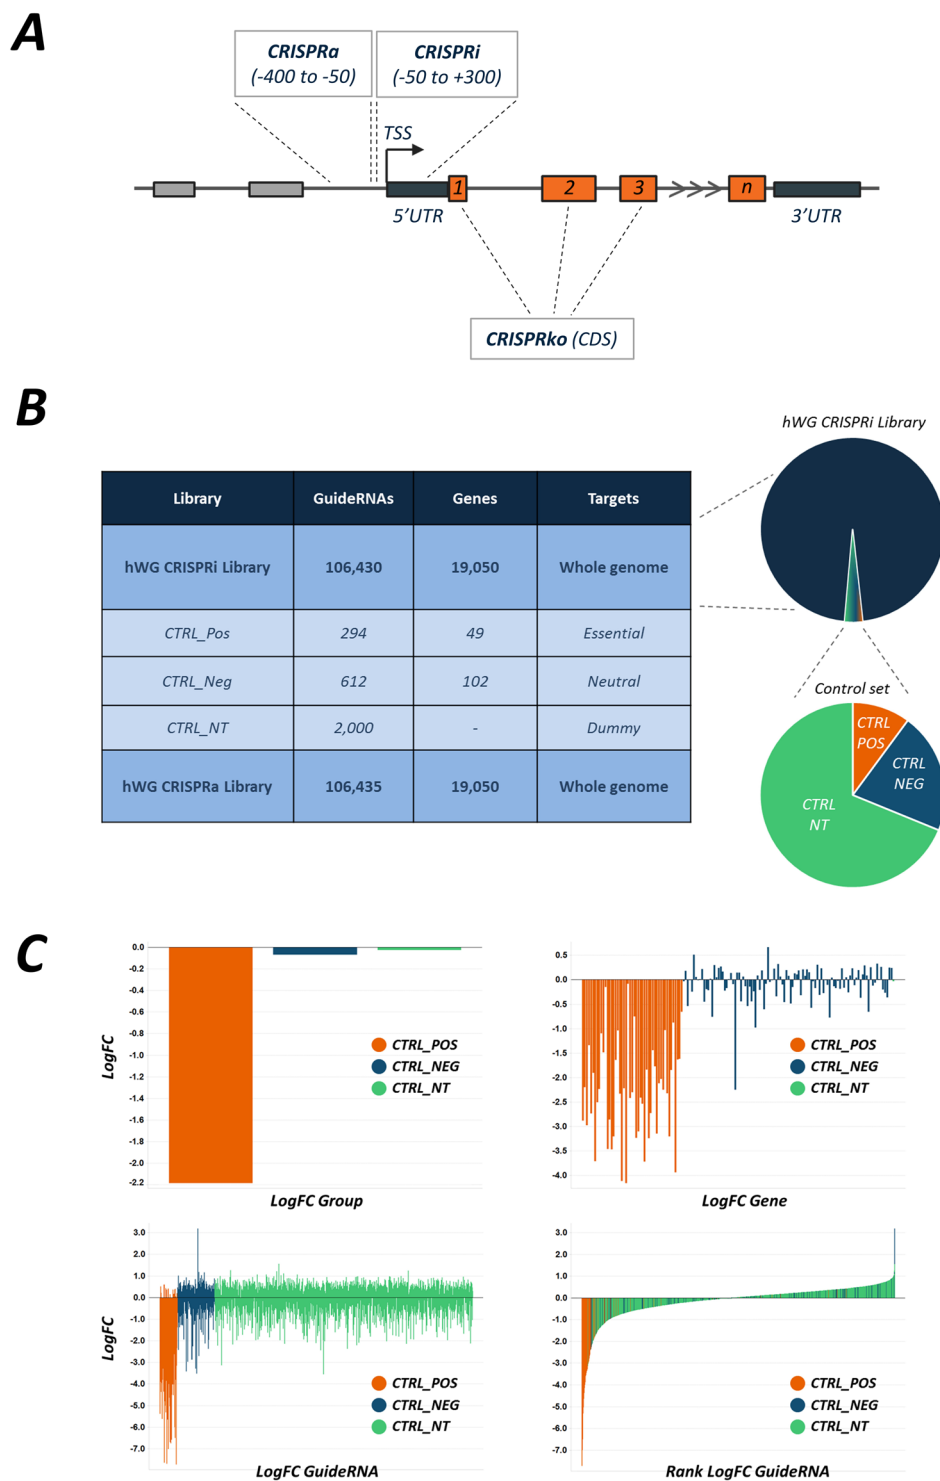 A
CRISPRa
(-400 to -50)
CRISPRi
(-50 to +300)
TSS
1
2
3
n
5'UTR
3'UTR
CRISPRko (CDS)
B
hWG CRISPRi Library
Library GuideRNAs Genes Targets
hWG CRISPRi Library 106,430 19,050 Whole genome
CTRL_Pos 294 49 Essential
CTRL_Neg 612 102 Neutral
CTRL_NT 2,000 - Dummy
hWG CRISPRa Library 106,435 19,050 Whole genome
Control set
CTRL
POS
CTRL
NEG
CTRL
NT
C
LogFC
0.0
-0.2
-0.4
-0.6
-0.8
-1.0
-1.2
-1.4
-1.6
-1.8
-2.0
-2.2
CTRL_POS
CTRL_NEG
CTRL_NT
LogFC Group
0.5
0.0
-0.5
-1.0
-1.5
-2.0
-2.5
-3.0
-3.5
-4.0
CTRL_POS
CTRL_NEG
CTRL_NT
LogFC Gene
LogFC
3.0
2.0
1.0
0.0
-1.0
-2.0
-3.0
-4.0
-5.0
-6.0
-7.0
CTRL_POS
CTRL_NEG
CTRL_NT
LogFC GuideRNA
3.0
2.0
1.0
0.0
-1.0
-2.0
-3.0
-4.0
-5.0
-6.0
-7.0
CTRL_POS
CTRL_NEG
CTRL_NT
Rank LogFC GuideRNA